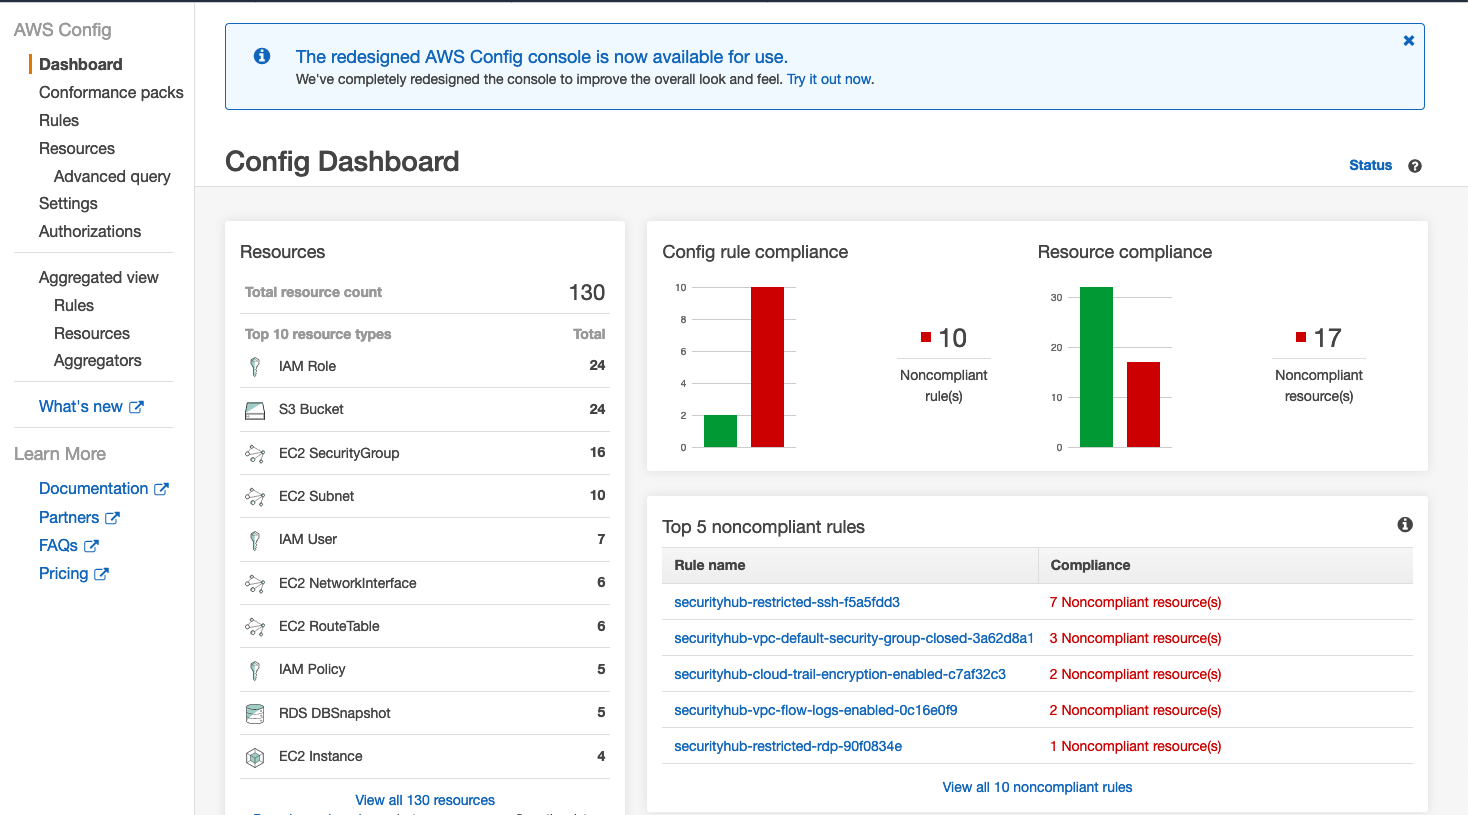 AWS Config
Dashboard
Conformance packs
Rules
Resources
Advanced query
Settings
Authorizations
Aggregated view
Rules
Resources
Aggregators
What's new
Learn More
Documentation
Partners
FAQs
Pricing
The redesigned AWS Config console is now available for use.
We've completely redesigned the console to improve the overall look and feel. Try it out now.
Config Dashboard
Status
Resources
Total resource count 130
Top 10 resource types Total
IAM Role 24
S3 Bucket 24
EC2 SecurityGroup 16
EC2 Subnet 10
IAM User 7
EC2 NetworkInterface 6
EC2 RouteTable 6
IAM Policy 5
RDS DBSnapshot 5
EC2 Instance 4
View all 130 resources
Config rule compliance
10
8
6
4
2
0
10
Noncompliant
rule(s)
Resource compliance
30
20
10
0
17
Noncompliant
resource(s)
Top 5 noncompliant rules
Rule name Compliance
securityhub-restricted-ssh-f5a5fdd3 7 Noncompliant resource(s)
securityhub-vpc-default-security-group-closed-3a62d8a1 3 Noncompliant resource(s)
securityhub-cloud-trail-encryption-enabled-c7af32c3 2 Noncompliant resource(s)
securityhub-vpc-flow-logs-enabled-0c16e0f9 2 Noncompliant resource(s)
securityhub-restricted-rdp-90f0834e 1 Noncompliant resource(s)
View all 10 noncompliant rules